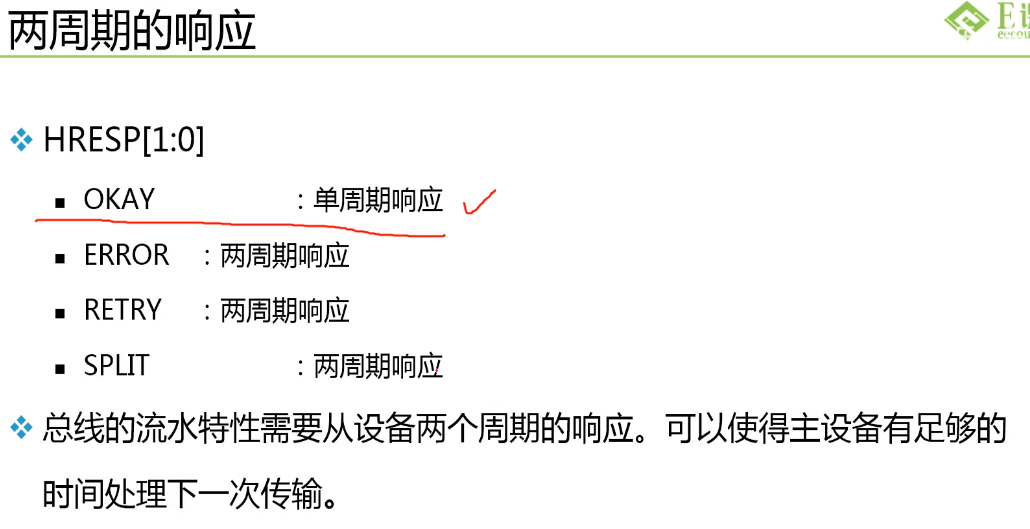 两周期的响应
HRESP[1:0]
OKAY :单周期响应
ERROR :两周期响应
RETRY :两周期响应
SPLIT :两周期响应
总线的流水特性需要从设备两个周期的响应。可以使得主设备有足够的
时间处理下一次传输。